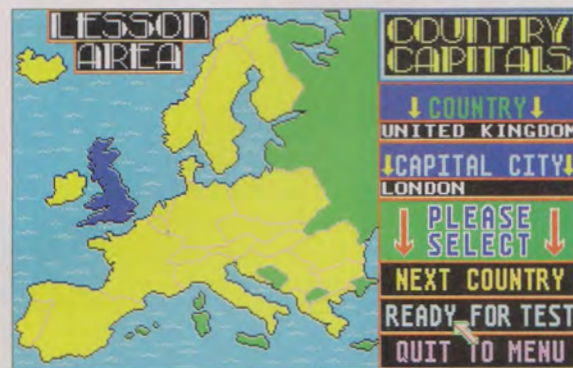 LESSON
AREA
COUNTRY
CAPITALS
COUNTRY
UNITED KINGDOM
CAPITAL CITY
LONDON
PLEASE
SELECT
NEXT COUNTRY
READY FOR TEST
QUIT TO MENU